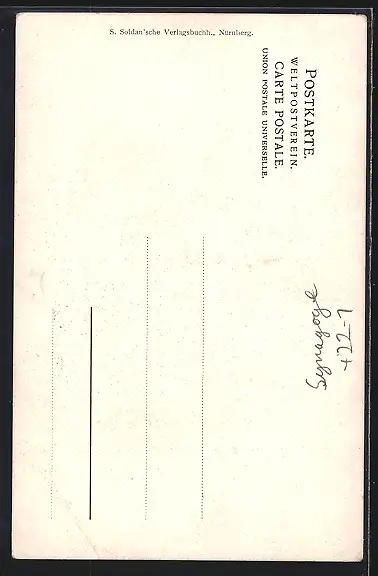 S. Soldan'sche Verlagsbuchh., Nürnberg.
POSTKARTE.
WELTPOSTVEREIN.
CARTE POSTALE.
UNION POSTALE UNIVERSELLE.